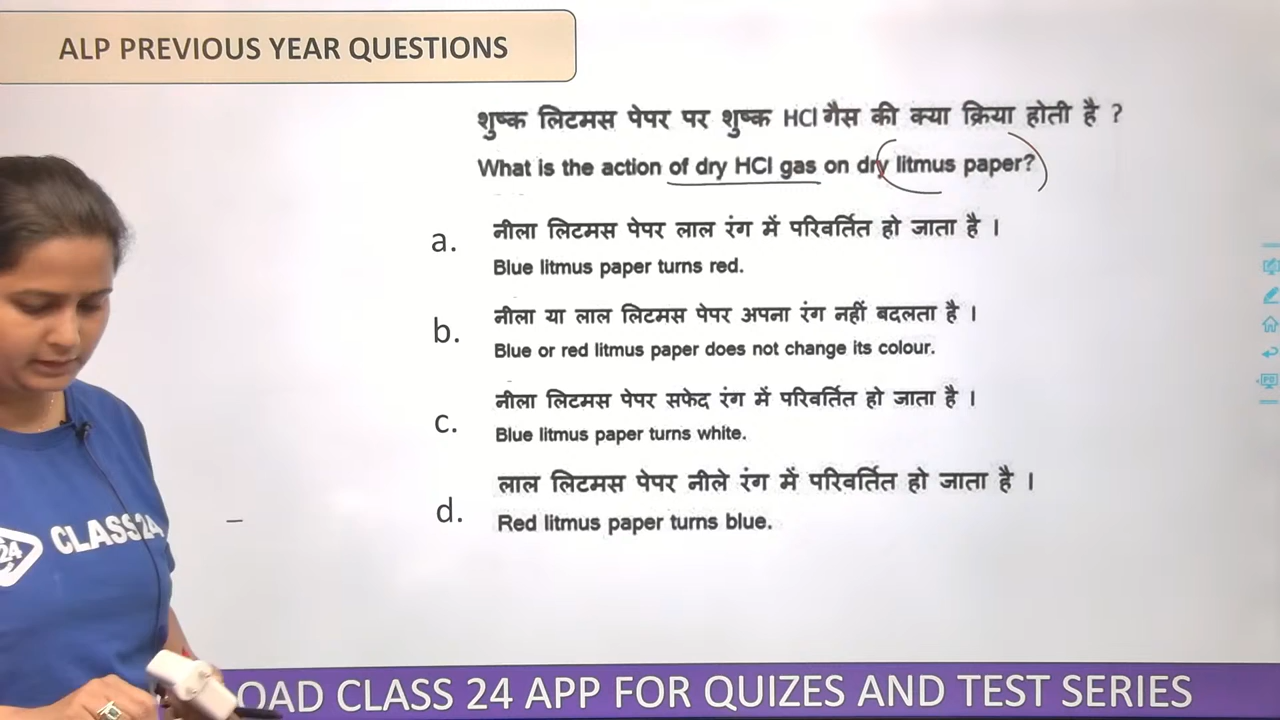 ALP PREVIOUS YEAR QUESTIONS
शुष्क लिटमस पेपर पर शुष्क HCl गैस की क्या क्रिया होती है ?
What is the action of dry HCl gas on dry litmus paper?
a. नीला लिटमस पेपर लाल रंग में परिवर्तित हो जाता है ।
Blue litmus paper turns red.
b. नीला या लाल लिटमस पेपर अपना रंग नहीं बदलता है ।
Blue or red litmus paper does not change its colour.
c. नीला लिटमस पेपर सफेद रंग में परिवर्तित हो जाता है ।
Blue litmus paper turns white.
d. लाल लिटमस पेपर नीले रंग में परिवर्तित हो जाता है ।
Red litmus paper turns blue.
24 CLASS24
OAD CLASS 24 APP FOR QUIZES AND TEST SERIES